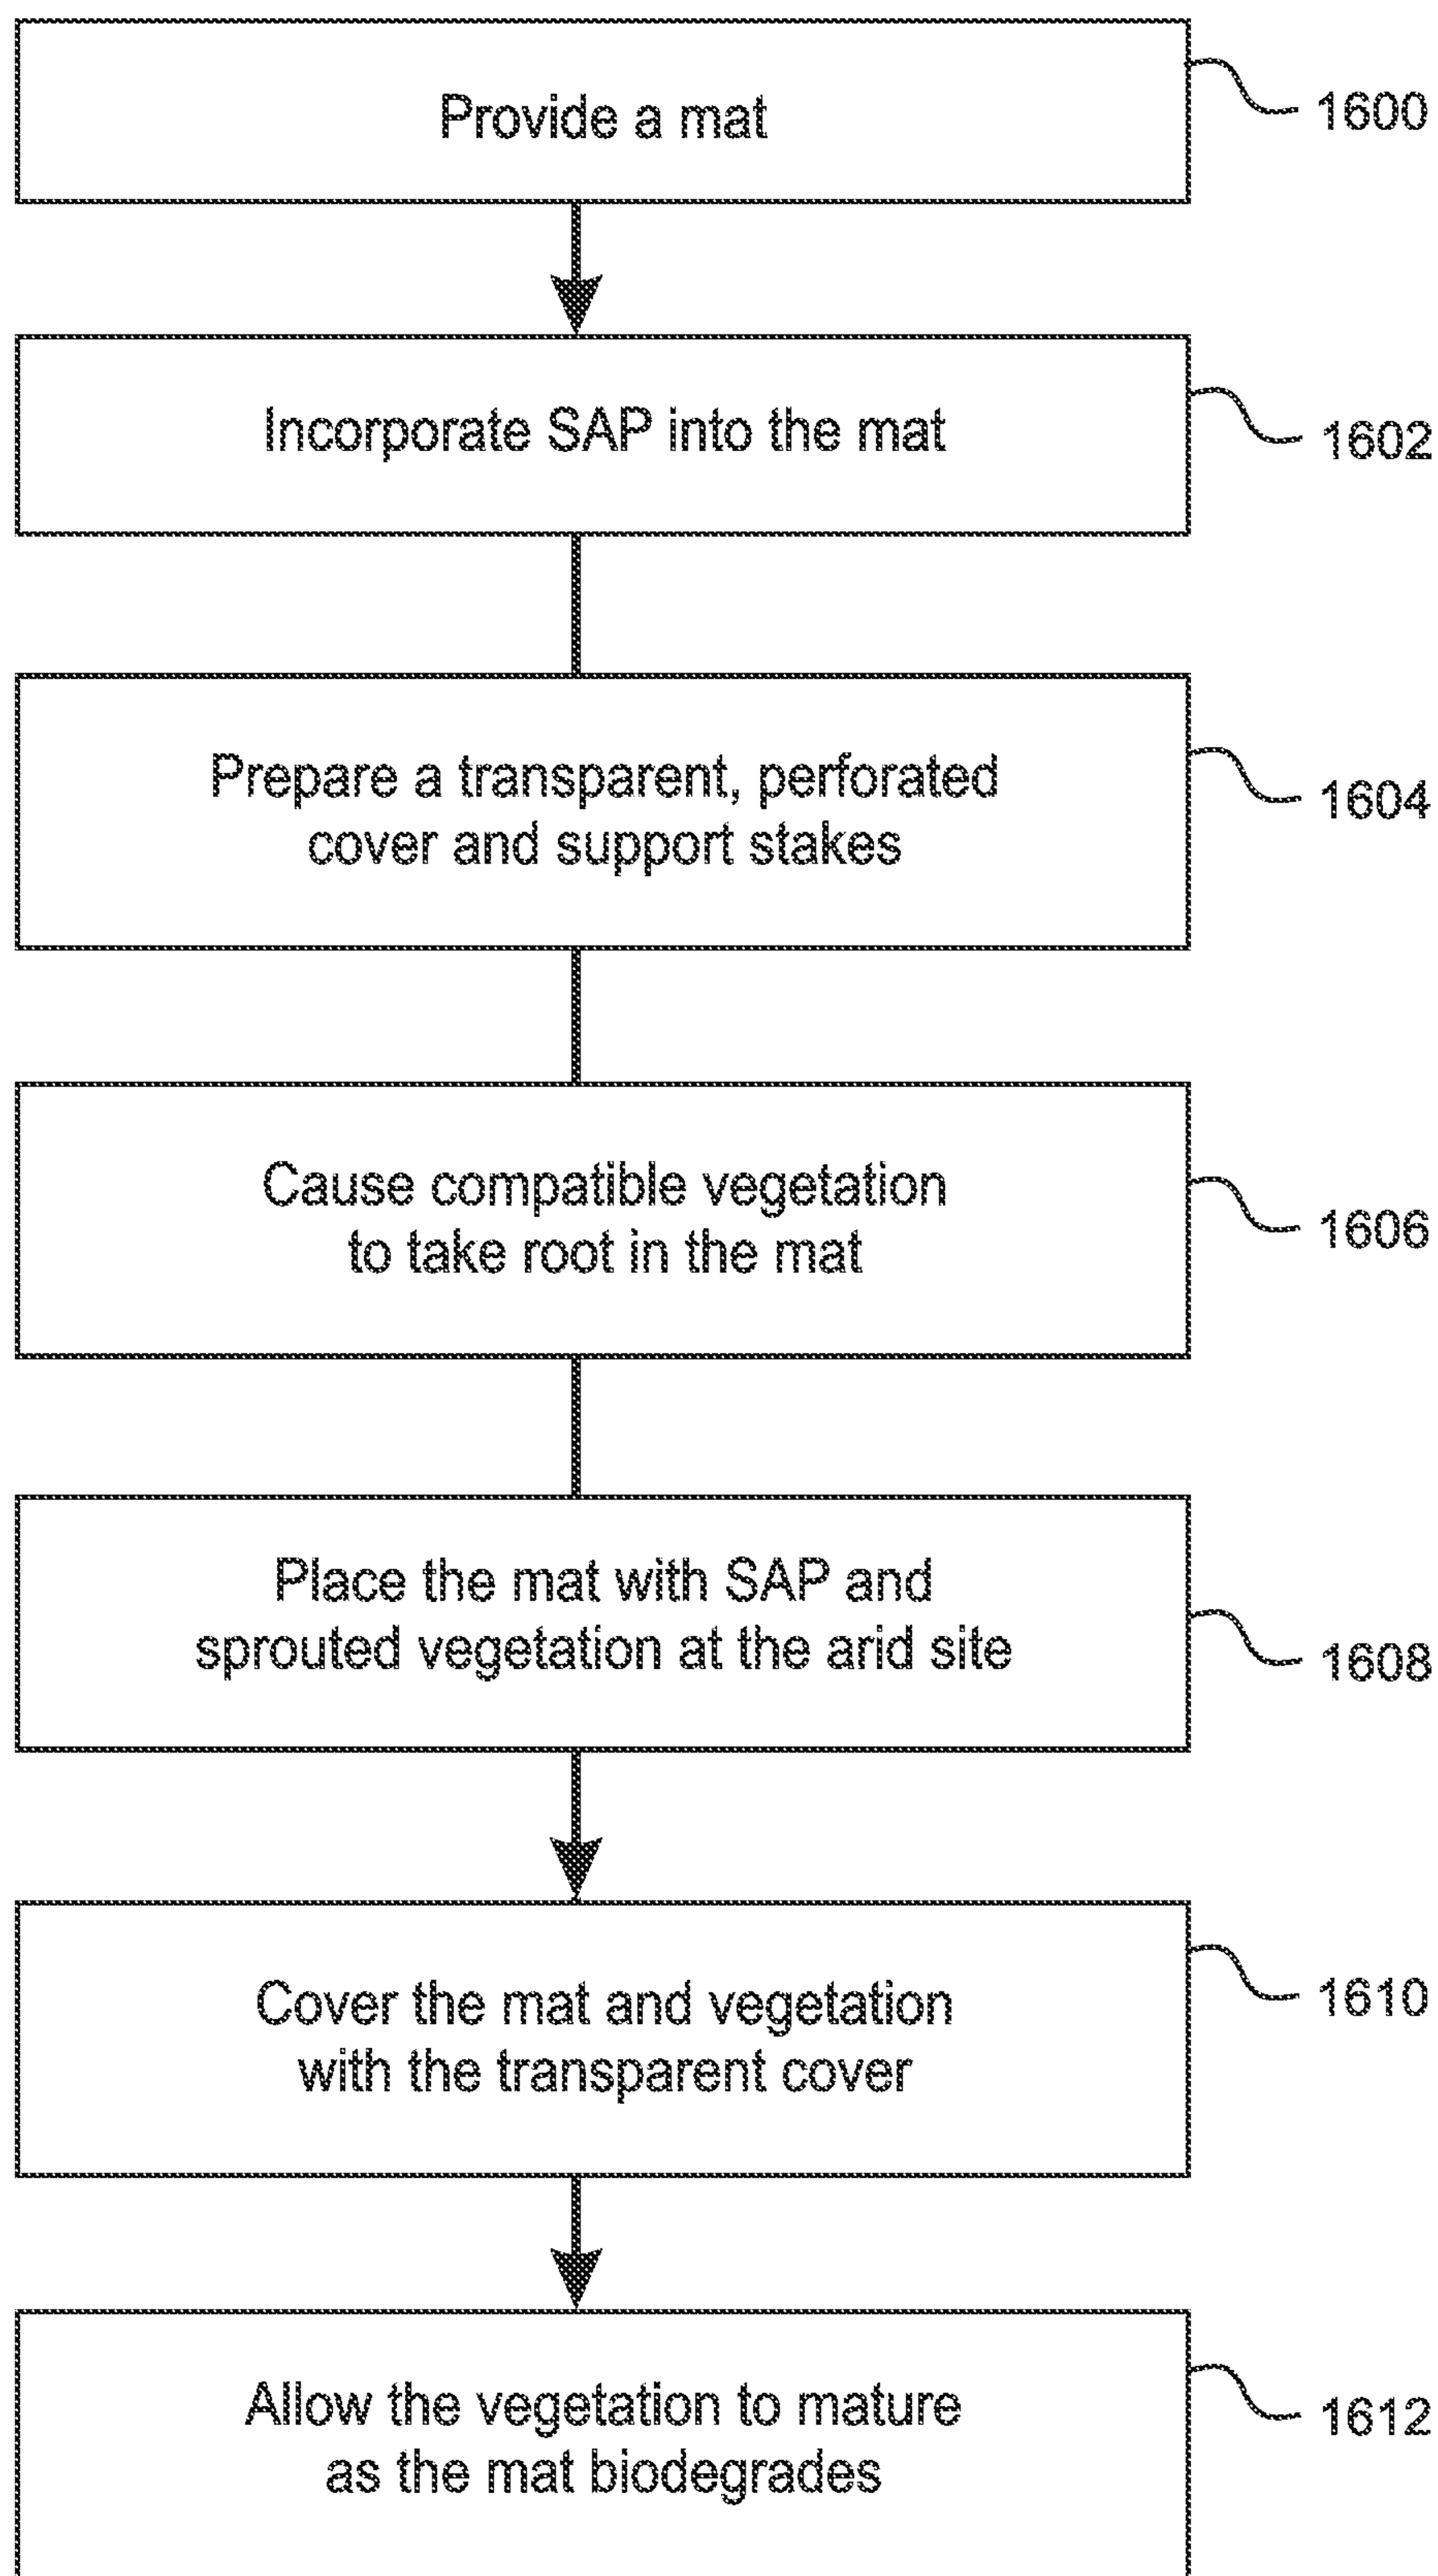 Provide a mat
1600
Incorporate SAP into the mat
1602
Prepare a transparent, perforated
cover and support stakes
1604
Cause compatible vegetation
to take root in the mat
1606
Place the mat with SAP and
sprouted vegetation at the arid site
1608
Cover the mat and vegetation
with the transparent cover
1610
Allow the vegetation to mature
as the mat biodegrades
1612